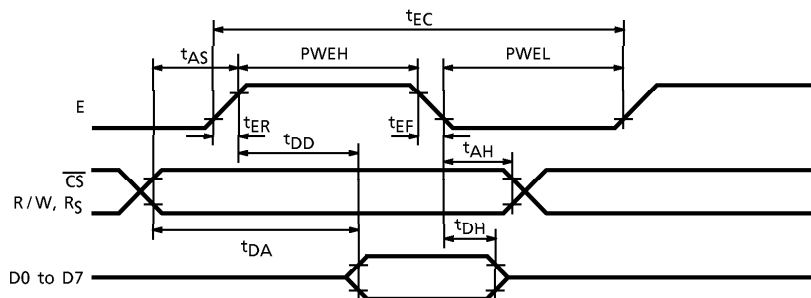 tEC
tAS PWEH PWEL
E
tER tEF
tDD tAH
CS
R/W, RS
tDA tDH
D0 to D7